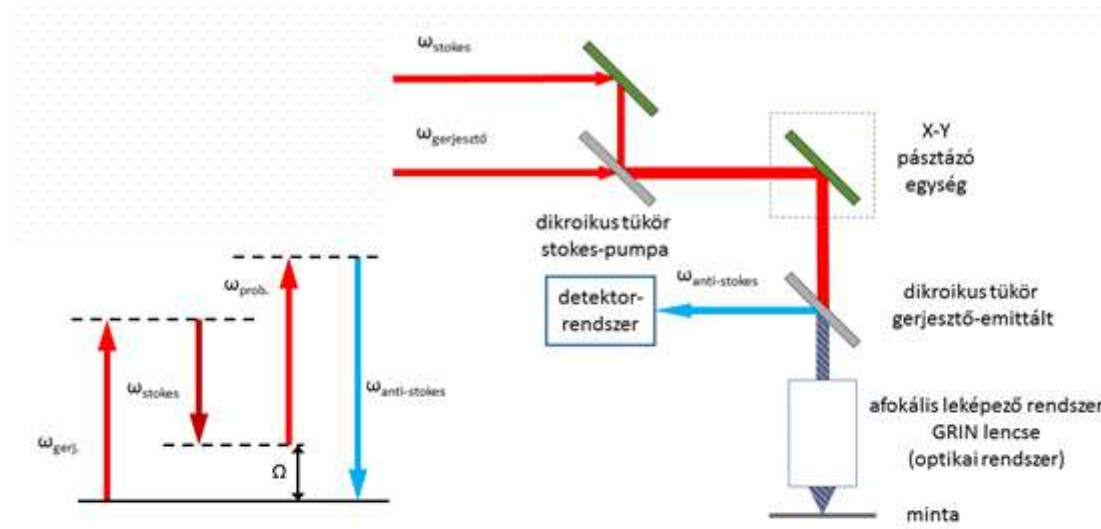 ωstokes
ωgerjesztő
X-Y
pásztázó
egység
dikroikus tükör
stokes-pumpa
ωanti-stokes
detektor-
rendszer
dikroikus tükör
gerjesztő-emittált
afokális leképező rendszer
GRIN lencse
(optikai rendszer)
minta
ωprob.
ωstokes
ωanti-stokes
ωgerj.
Ω